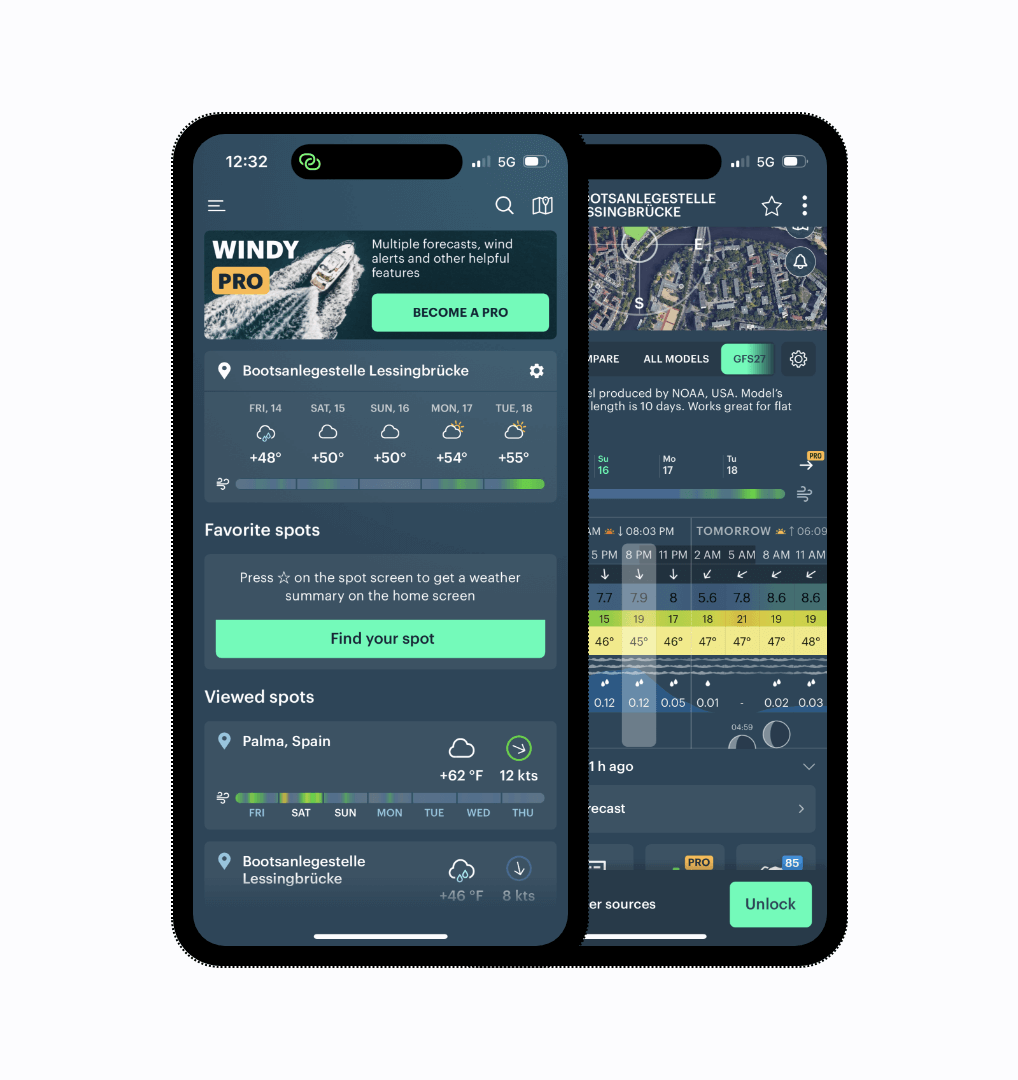 12:32
5G
WINDY
PRO
Multiple forecasts, wind
alerts and other helpful
features
BECOME A PRO
Bootsanlegestelle Lessingbrücke
FRI, 14 SAT, 15 SUN, 16 MON, 17 TUE, 18
+48° +50° +50° +54° +55°
Favorite spots
Press ☆ on the spot screen to get a weather
summary on the home screen
Find your spot
Viewed spots
Palma, Spain
+62 °F 12 kts
FRI SAT SUN MON TUE WED THU
Bootsanlegestelle
Lessingbrücke
+46 °F 8 kts
5G
OTSANLEGESTELLE
SSINGBRÜCKE
E
S
MPARE ALL MODELS GFS27
el produced by NOAA, USA. Model's
length is 10 days. Works great for flat
Su Mo Tu PRO
16 17 18
AM ↓ 08:03 PM TOMORROW ↑ 06:09
5 PM 8 PM 11 PM 2 AM 5 AM 8 AM 11 AM
7.7 7.9 8 5.6 7.8 8.6 8.6
15 19 17 18 21 19 19
46° 45° 46° 47° 47° 47° 48°
0.12 0.12 0.05 0.01 - 0.02 0.03
04:59
1 h ago
recast
PRO 85
er sources
Unlock